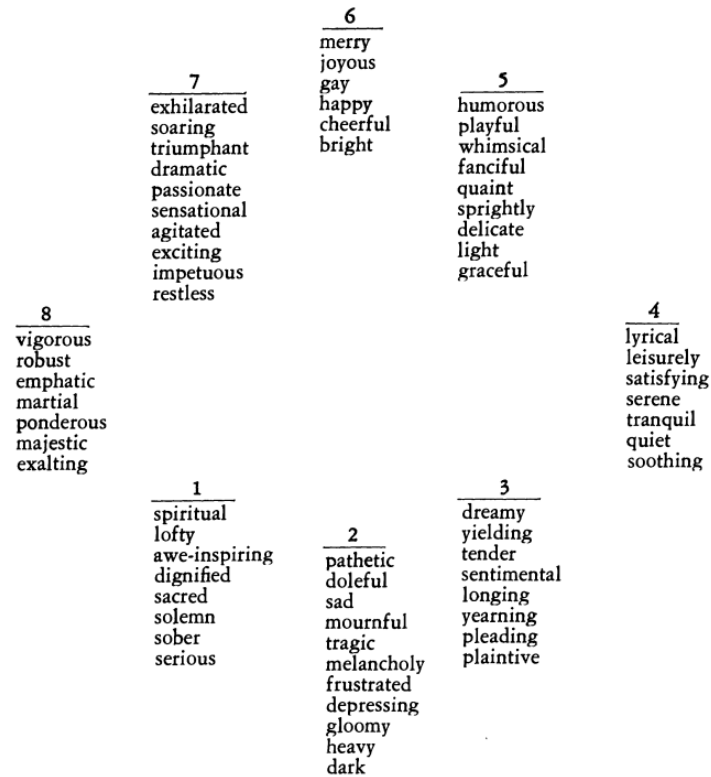 6
merry
joyous
gay
happy
cheerful
bright
7
exhilarated
soaring
triumphant
dramatic
passionate
sensational
agitated
exciting
impetuous
restless
5
humorous
playful
whimsical
fanciful
quaint
sprightly
delicate
light
graceful
8
vigorous
robust
emphatic
martial
ponderous
majestic
exalting
4
lyrical
leisurely
satisfying
serene
tranquil
quiet
soothing
1
spiritual
lofty
awe-inspiring
dignified
sacred
solemn
sober
serious
2
pathetic
doleful
sad
mournful
tragic
melancholy
frustrated
depressing
gloomy
heavy
dark
3
dreamy
yielding
tender
sentimental
longing
yearning
pleading
plaintive